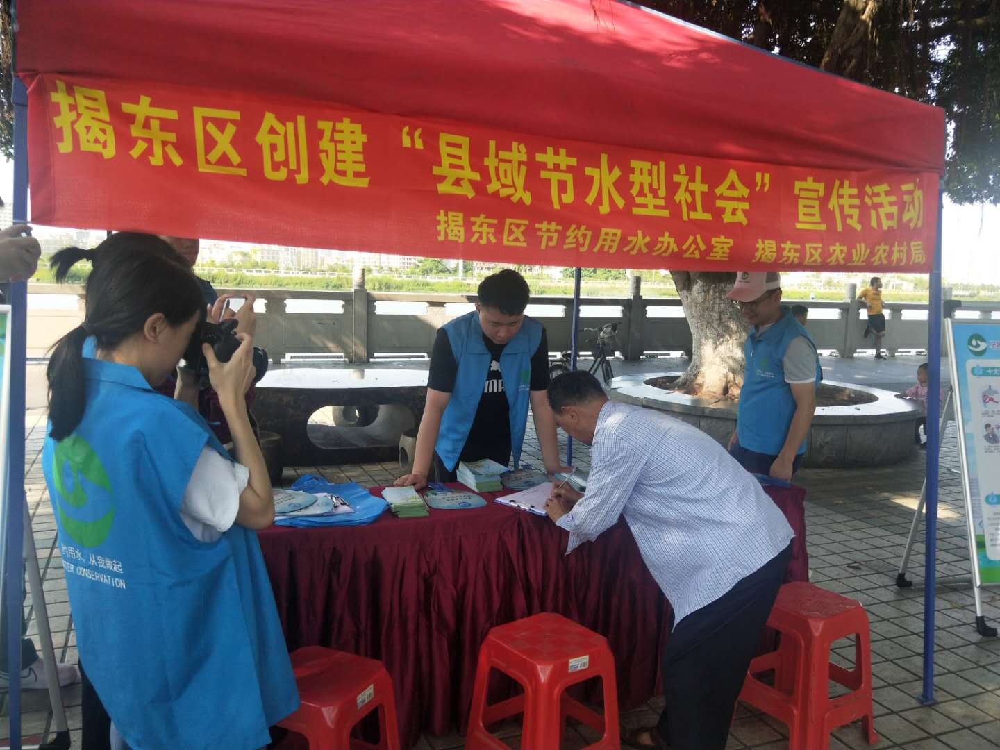 揭东区创建“县域节水型社会”宣传活动
揭东区节约用水办公室 揭东区农业农村局
约用水，从我做起
TER CONSERVATION
十大